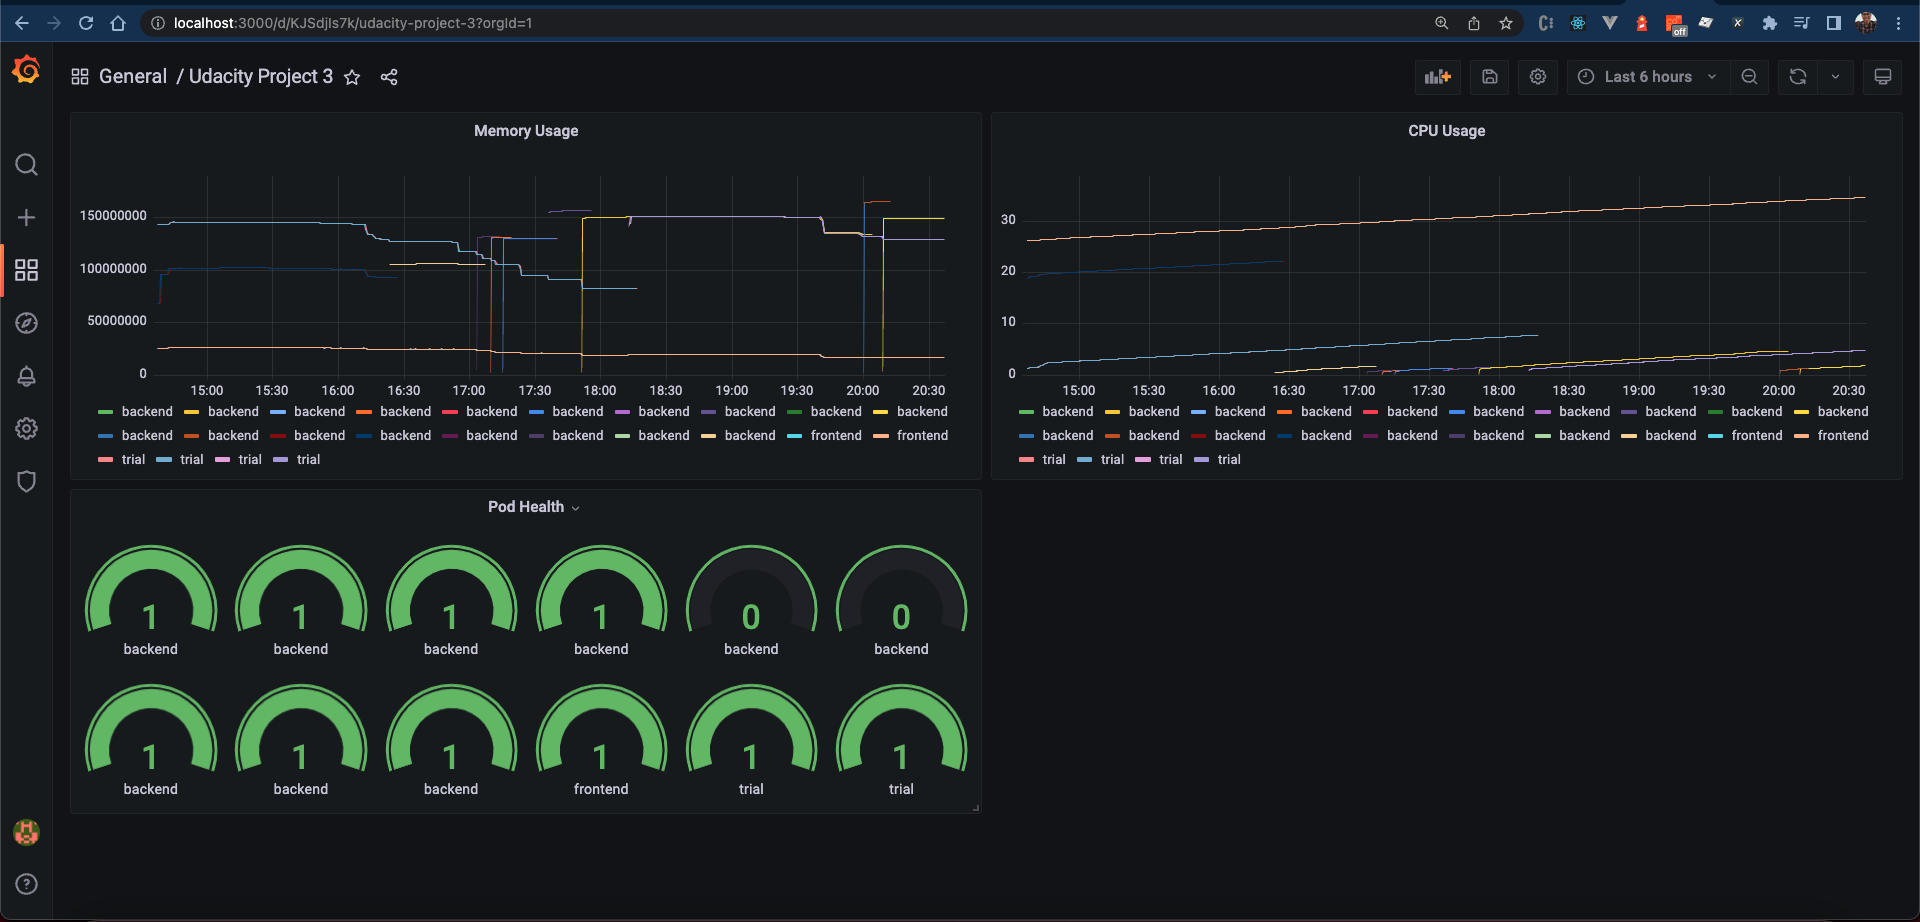 localhost:3000/d/KJSdjls7k/udacity-project-3?orgId=1
off
General / Udacity Project 3
Last 6 hours
Memory Usage
150000000
100000000
50000000
0
15:00 15:30 16:00 16:30 17:00 17:30 18:00 18:30 19:00 19:30 20:00 20:30
backend backend backend backend backend backend backend backend backend backend
backend backend backend backend backend backend backend backend frontend frontend
trial trial trial trial
CPU Usage
30
20
10
0
15:00 15:30 16:00 16:30 17:00 17:30 18:00 18:30 19:00 19:30 20:00 20:30
backend backend backend backend backend backend backend backend backend backend
backend backend backend backend backend backend backend backend frontend frontend
trial trial trial trial
Pod Health
1 1 1 1 0 0
backend backend backend backend backend backend
1 1 1 1 1 1
backend backend backend frontend trial trial